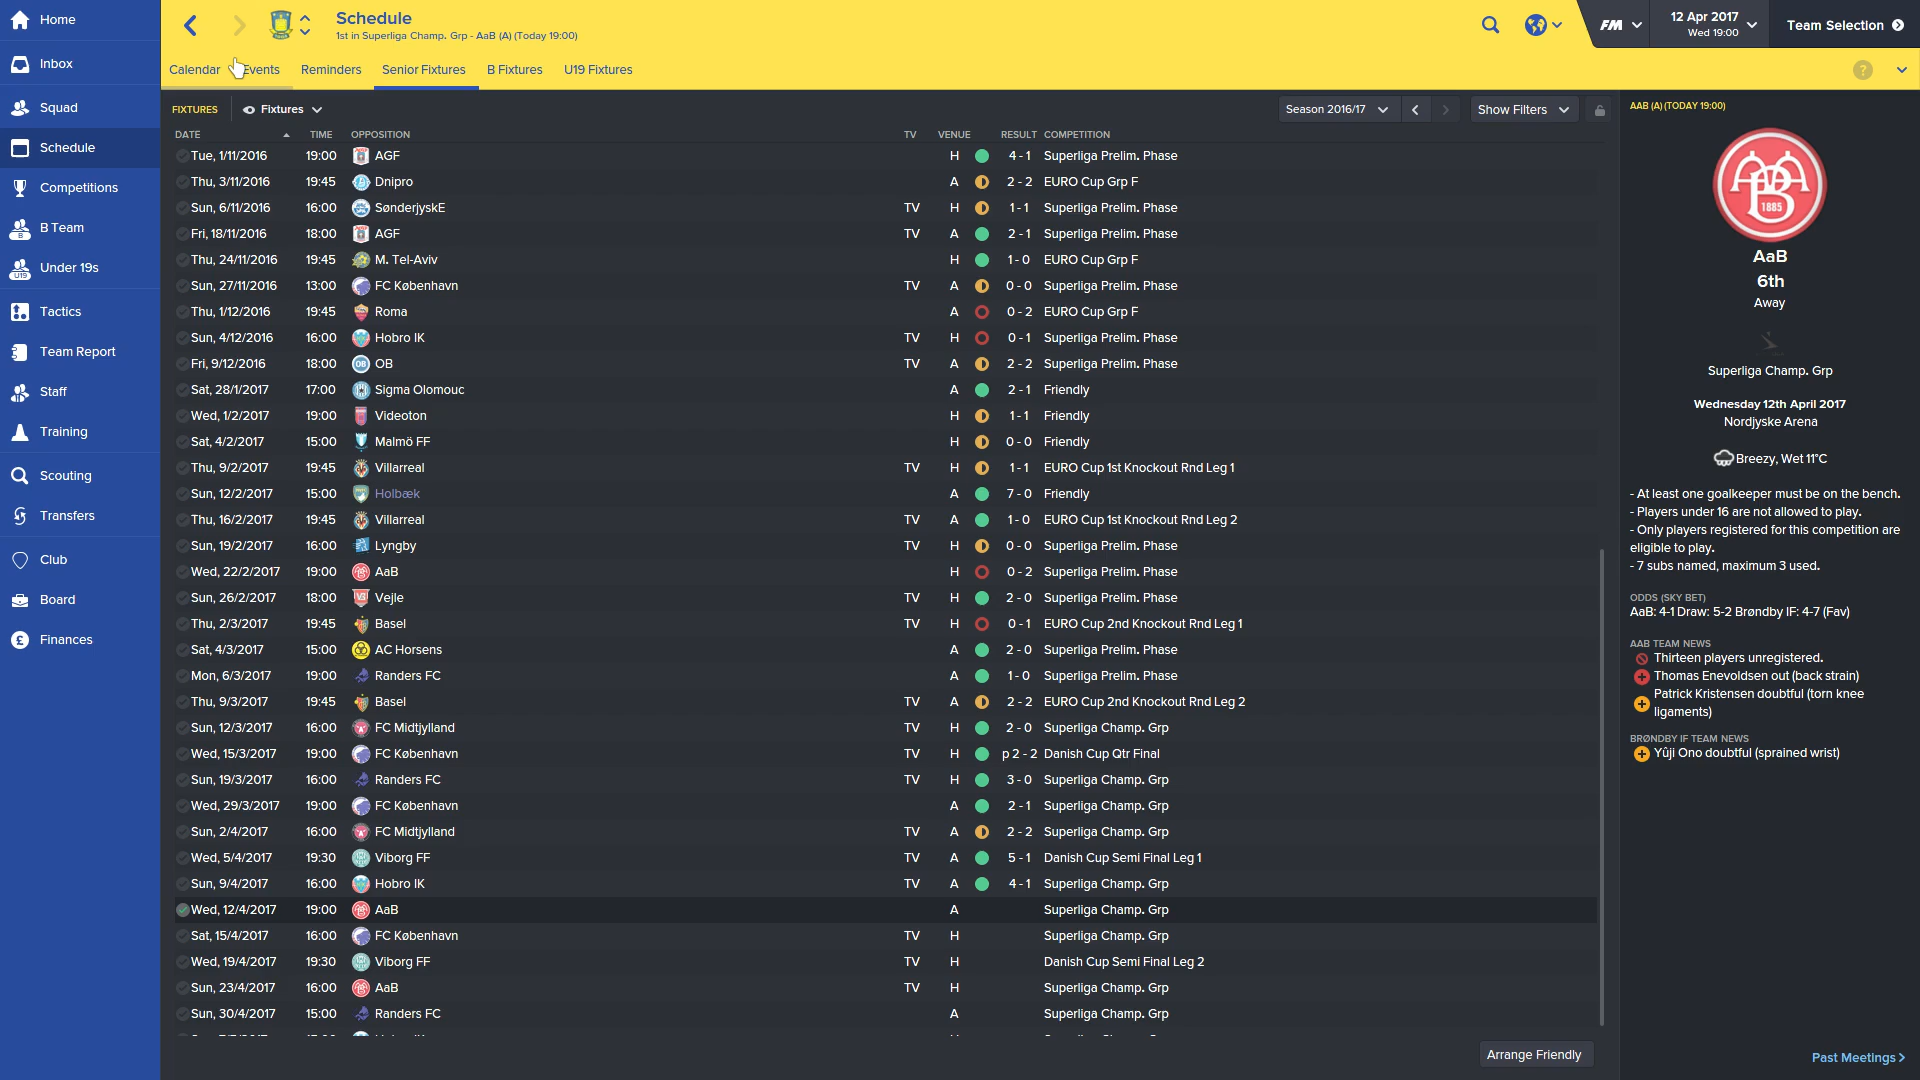 Home
Inbox
Squad
Schedule
Competitions
B Team
Under 19s
Tactics
Team Report
Staff
Training
Scouting
Transfers
Club
Board
Finances
Schedule
1st in Superliga Champ. Grp - AaB (A) (Today 19:00)
FM
12 Apr 2017
Wed 19:00
Team Selection
Calendar Events Reminders Senior Fixtures B Fixtures U19 Fixtures
FIXTURES Fixtures Season 2016/17 Show Filters
DATE TIME OPPOSITION TV VENUE RESULT COMPETITION
Tue, 1/11/2016 19:00 AGF H 4 - 1 Superliga Prelim. Phase
Thu, 3/11/2016 19:45 Dnipro A 2 - 2 EURO Cup Grp F
Sun, 6/11/2016 16:00 SønderjyskE TV H 1 - 1 Superliga Prelim. Phase
Fri, 18/11/2016 18:00 AGF TV A 2 - 1 Superliga Prelim. Phase
Thu, 24/11/2016 19:45 M. Tel-Aviv H 1 - 0 EURO Cup Grp F
Sun, 27/11/2016 13:00 FC København TV A 0 - 0 Superliga Prelim. Phase
Thu, 1/12/2016 19:45 Roma A 0 - 2 EURO Cup Grp F
Sun, 4/12/2016 16:00 Hobro IK TV H 0 - 1 Superliga Prelim. Phase
Fri, 9/12/2016 18:00 OB TV A 2 - 2 Superliga Prelim. Phase
Sat, 28/1/2017 17:00 Sigma Olomouc A 2 - 1 Friendly
Wed, 1/2/2017 19:00 Videoton H 1 - 1 Friendly
Sat, 4/2/2017 15:00 Malmö FF H 0 - 0 Friendly
Thu, 9/2/2017 19:45 Villarreal TV H 1 - 1 EURO Cup 1st Knockout Rnd Leg 1
Sun, 12/2/2017 15:00 Holbæk A 7 - 0 Friendly
Thu, 16/2/2017 19:45 Villarreal TV A 1 - 0 EURO Cup 1st Knockout Rnd Leg 2
Sun, 19/2/2017 16:00 Lyngby TV H 0 - 0 Superliga Prelim. Phase
Wed, 22/2/2017 19:00 AaB H 0 - 2 Superliga Prelim. Phase
Sun, 26/2/2017 18:00 Vejle TV H 2 - 0 Superliga Prelim. Phase
Thu, 2/3/2017 19:45 Basel TV H 0 - 1 EURO Cup 2nd Knockout Rnd Leg 1
Sat, 4/3/2017 15:00 AC Horsens A 2 - 0 Superliga Prelim. Phase
Mon, 6/3/2017 19:00 Randers FC A 1 - 0 Superliga Prelim. Phase
Thu, 9/3/2017 19:45 Basel TV A 2 - 2 EURO Cup 2nd Knockout Rnd Leg 2
Sun, 12/3/2017 16:00 FC Midtjylland TV H 2 - 0 Superliga Champ. Grp
Wed, 15/3/2017 19:00 FC København TV H p 2 - 2 Danish Cup Qtr Final
Sun, 19/3/2017 16:00 Randers FC TV H 3 - 0 Superliga Champ. Grp
Wed, 29/3/2017 19:00 FC København A 2 - 1 Superliga Champ. Grp
Sun, 2/4/2017 16:00 FC Midtjylland TV A 2 - 2 Superliga Champ. Grp
Wed, 5/4/2017 19:30 Viborg FF TV A 5 - 1 Danish Cup Semi Final Leg 1
Sun, 9/4/2017 16:00 Hobro IK TV A 4 - 1 Superliga Champ. Grp
Wed, 12/4/2017 19:00 AaB A Superliga Champ. Grp
Sat, 15/4/2017 16:00 FC København TV H Superliga Champ. Grp
Wed, 19/4/2017 19:30 Viborg FF TV H Danish Cup Semi Final Leg 2
Sun, 23/4/2017 16:00 AaB TV H Superliga Champ. Grp
Sun, 30/4/2017 15:00 Randers FC A Superliga Champ. Grp
Arrange Friendly
AAB (A) (TODAY 19:00)
1885
AaB
6th
Away
Superliga Champ. Grp
Wednesday 12th April 2017
Nordjyske Arena
Breezy, Wet 11°C
- At least one goalkeeper must be on the bench.
- Players under 16 are not allowed to play.
- Only players registered for this competition are
eligible to play.
- 7 subs named, maximum 3 used.
ODDS (SKY BET)
AaB: 4-1 Draw: 5-2 Brøndby IF: 4-7 (Fav)
AAB TEAM NEWS
Thirteen players unregistered.
Thomas Enevoldsen out (back strain)
Patrick Kristensen doubtful (torn knee
ligaments)
BRØNDBY IF TEAM NEWS
Yûji Ono doubtful (sprained wrist)
Past Meetings >